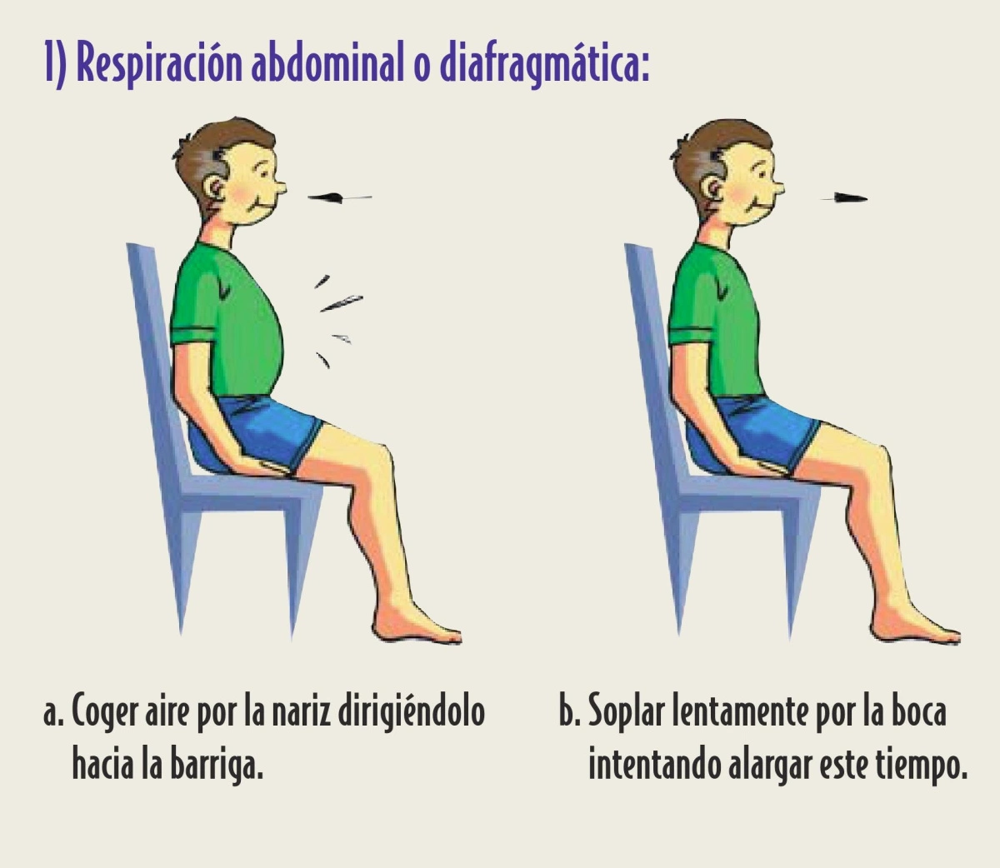 1) Respiración abdominal o diafragmática:
a. Coger aire por la nariz dirigiéndolo
hacia la barriga.
b. Soplar lentamente por la boca
intentando alargar este tiempo.